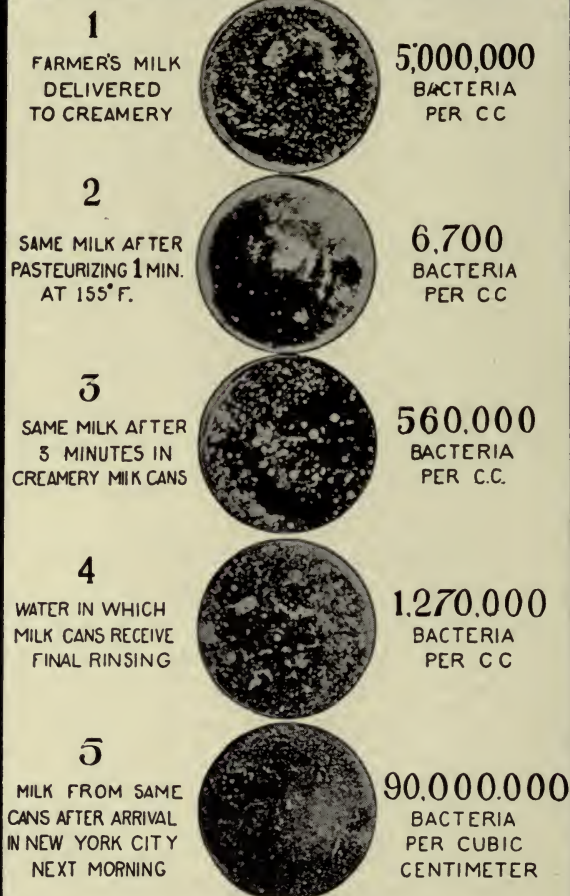 1
FARMER'S MILK
DELIVERED
TO CREAMERY
5,000,000
BACTERIA
PER CC
2
SAME MILK AFTER
PASTEURIZING 1 MIN.
AT 155° F.
6,700
BACTERIA
PER CC
3
SAME MILK AFTER
3 MINUTES IN
CREAMERY MILK CANS
560,000
BACTERIA
PER C.C.
4
WATER IN WHICH
MILK CANS RECEIVE
FINAL RINSING
1,270,000
BACTERIA
PER CC
5
MILK FROM SAME
CANS AFTER ARRIVAL
IN NEW YORK CITY
NEXT MORNING
90,000.000
BACTERIA
PER CUBIC
CENTIMETER